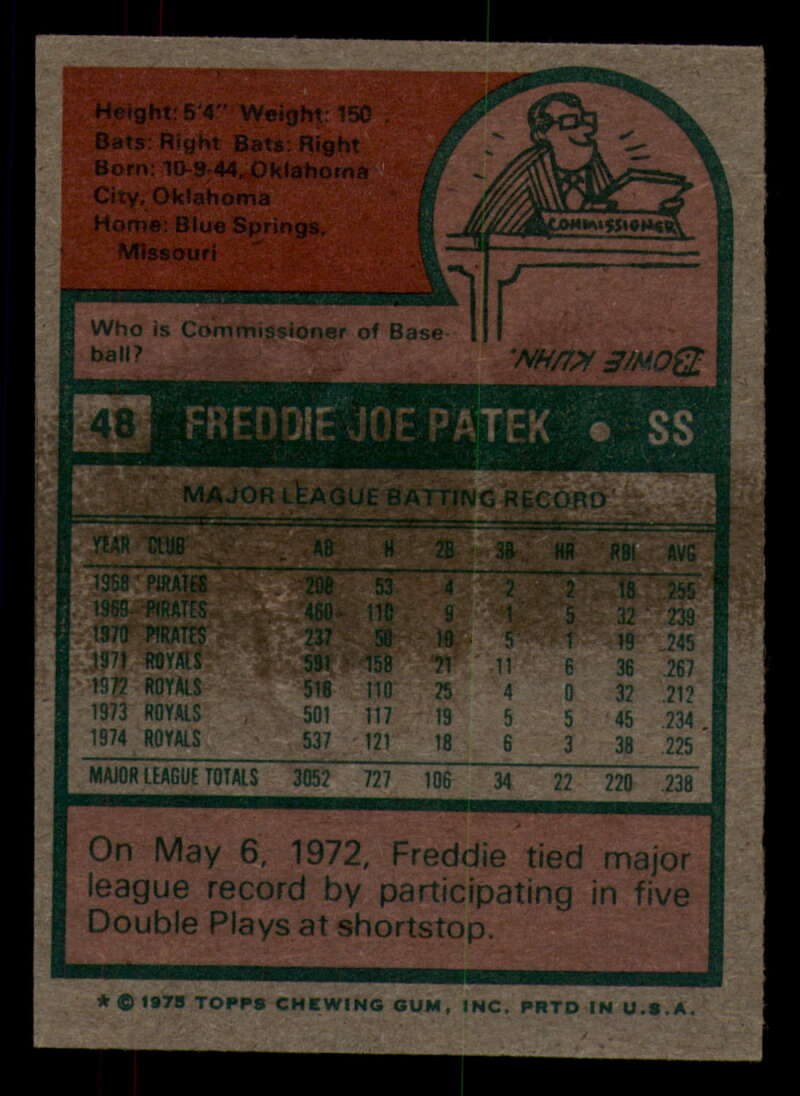 Height: 5'4" Weight: 150
Bats: Right Bats: Right
Born: 10-9-44, Oklahoma
City, Oklahoma
Home: Blue Springs,
Missouri
COMMISSIONER
Who is Commissioner of Base-
ball?
BOWIE KUHN.
48 FREDDIE JOE PATEK • SS
MAJOR LEAGUE BATTING RECORD
YEAR CLUB AB H 2B 3B HR RBI AVG
1968 PIRATES 208 53 4 2 2 18 .255
1969 PIRATES 460 110 9 1 5 32 .239
1970 PIRATES 237 58 10 5 1 19 .245
1971 ROYALS 591 158 21 11 6 36 .267
1972 ROYALS 518 110 25 4 0 32 .212
1973 ROYALS 501 117 19 5 5 45 .234
1974 ROYALS 537 121 18 6 3 38 .225
MAJOR LEAGUE TOTALS 3052 727 106 34 22 220 .238
On May 6, 1972, Freddie tied major
league record by participating in five
Double Plays at shortstop.
* © 1975 TOPPS CHEWING GUM, INC. PRTD IN U.S.A.